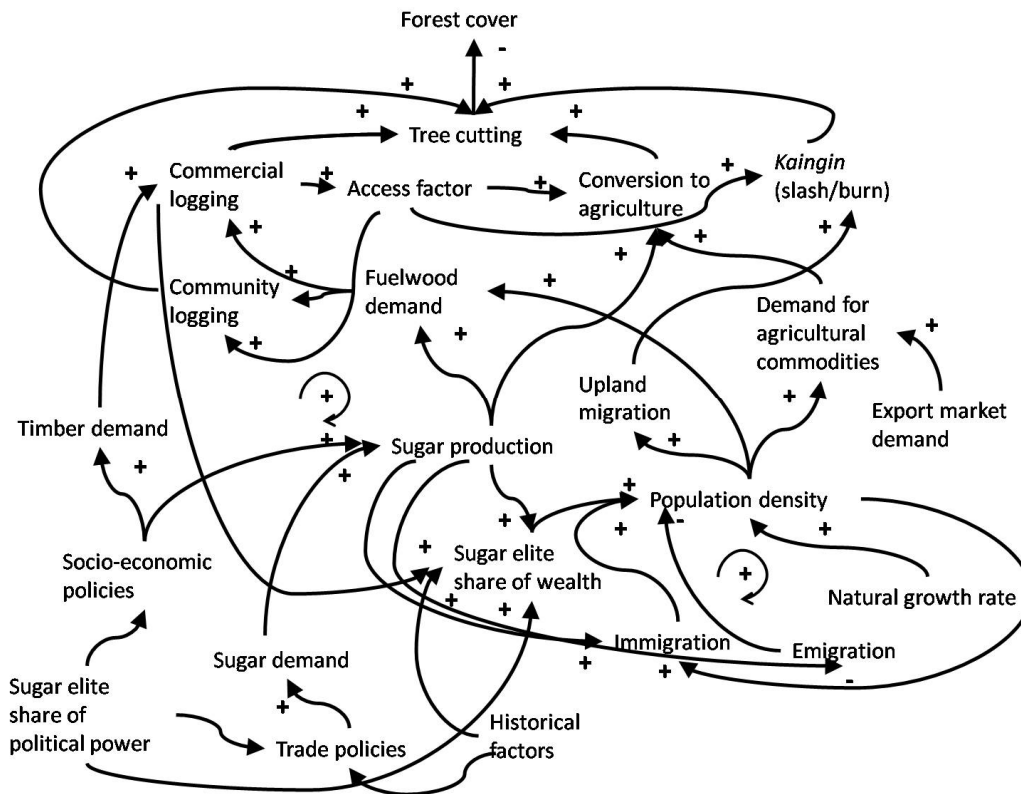 Forest cover
-
+
+
+
+
Tree cutting
+
Commercial
logging
+
Access factor
+
Conversion to
agriculture
+
Kaingin
(slash/burn)
+
+
+
+
+
Community
logging
+
Fuelwood
demand
+
+
Demand for
agricultural
commodities
+
+
Upland
migration
+
Export market
demand
Timber demand
+
+
+
Sugar production
+
+
+
Population density
-
+
+
+
+
Sugar elite
share of wealth
+
+
+
Socio-economic
policies
Natural growth rate
Immigration
Emigration
+
+
-
Sugar demand
+
Sugar elite
share of
political power
Trade policies
Historical
factors